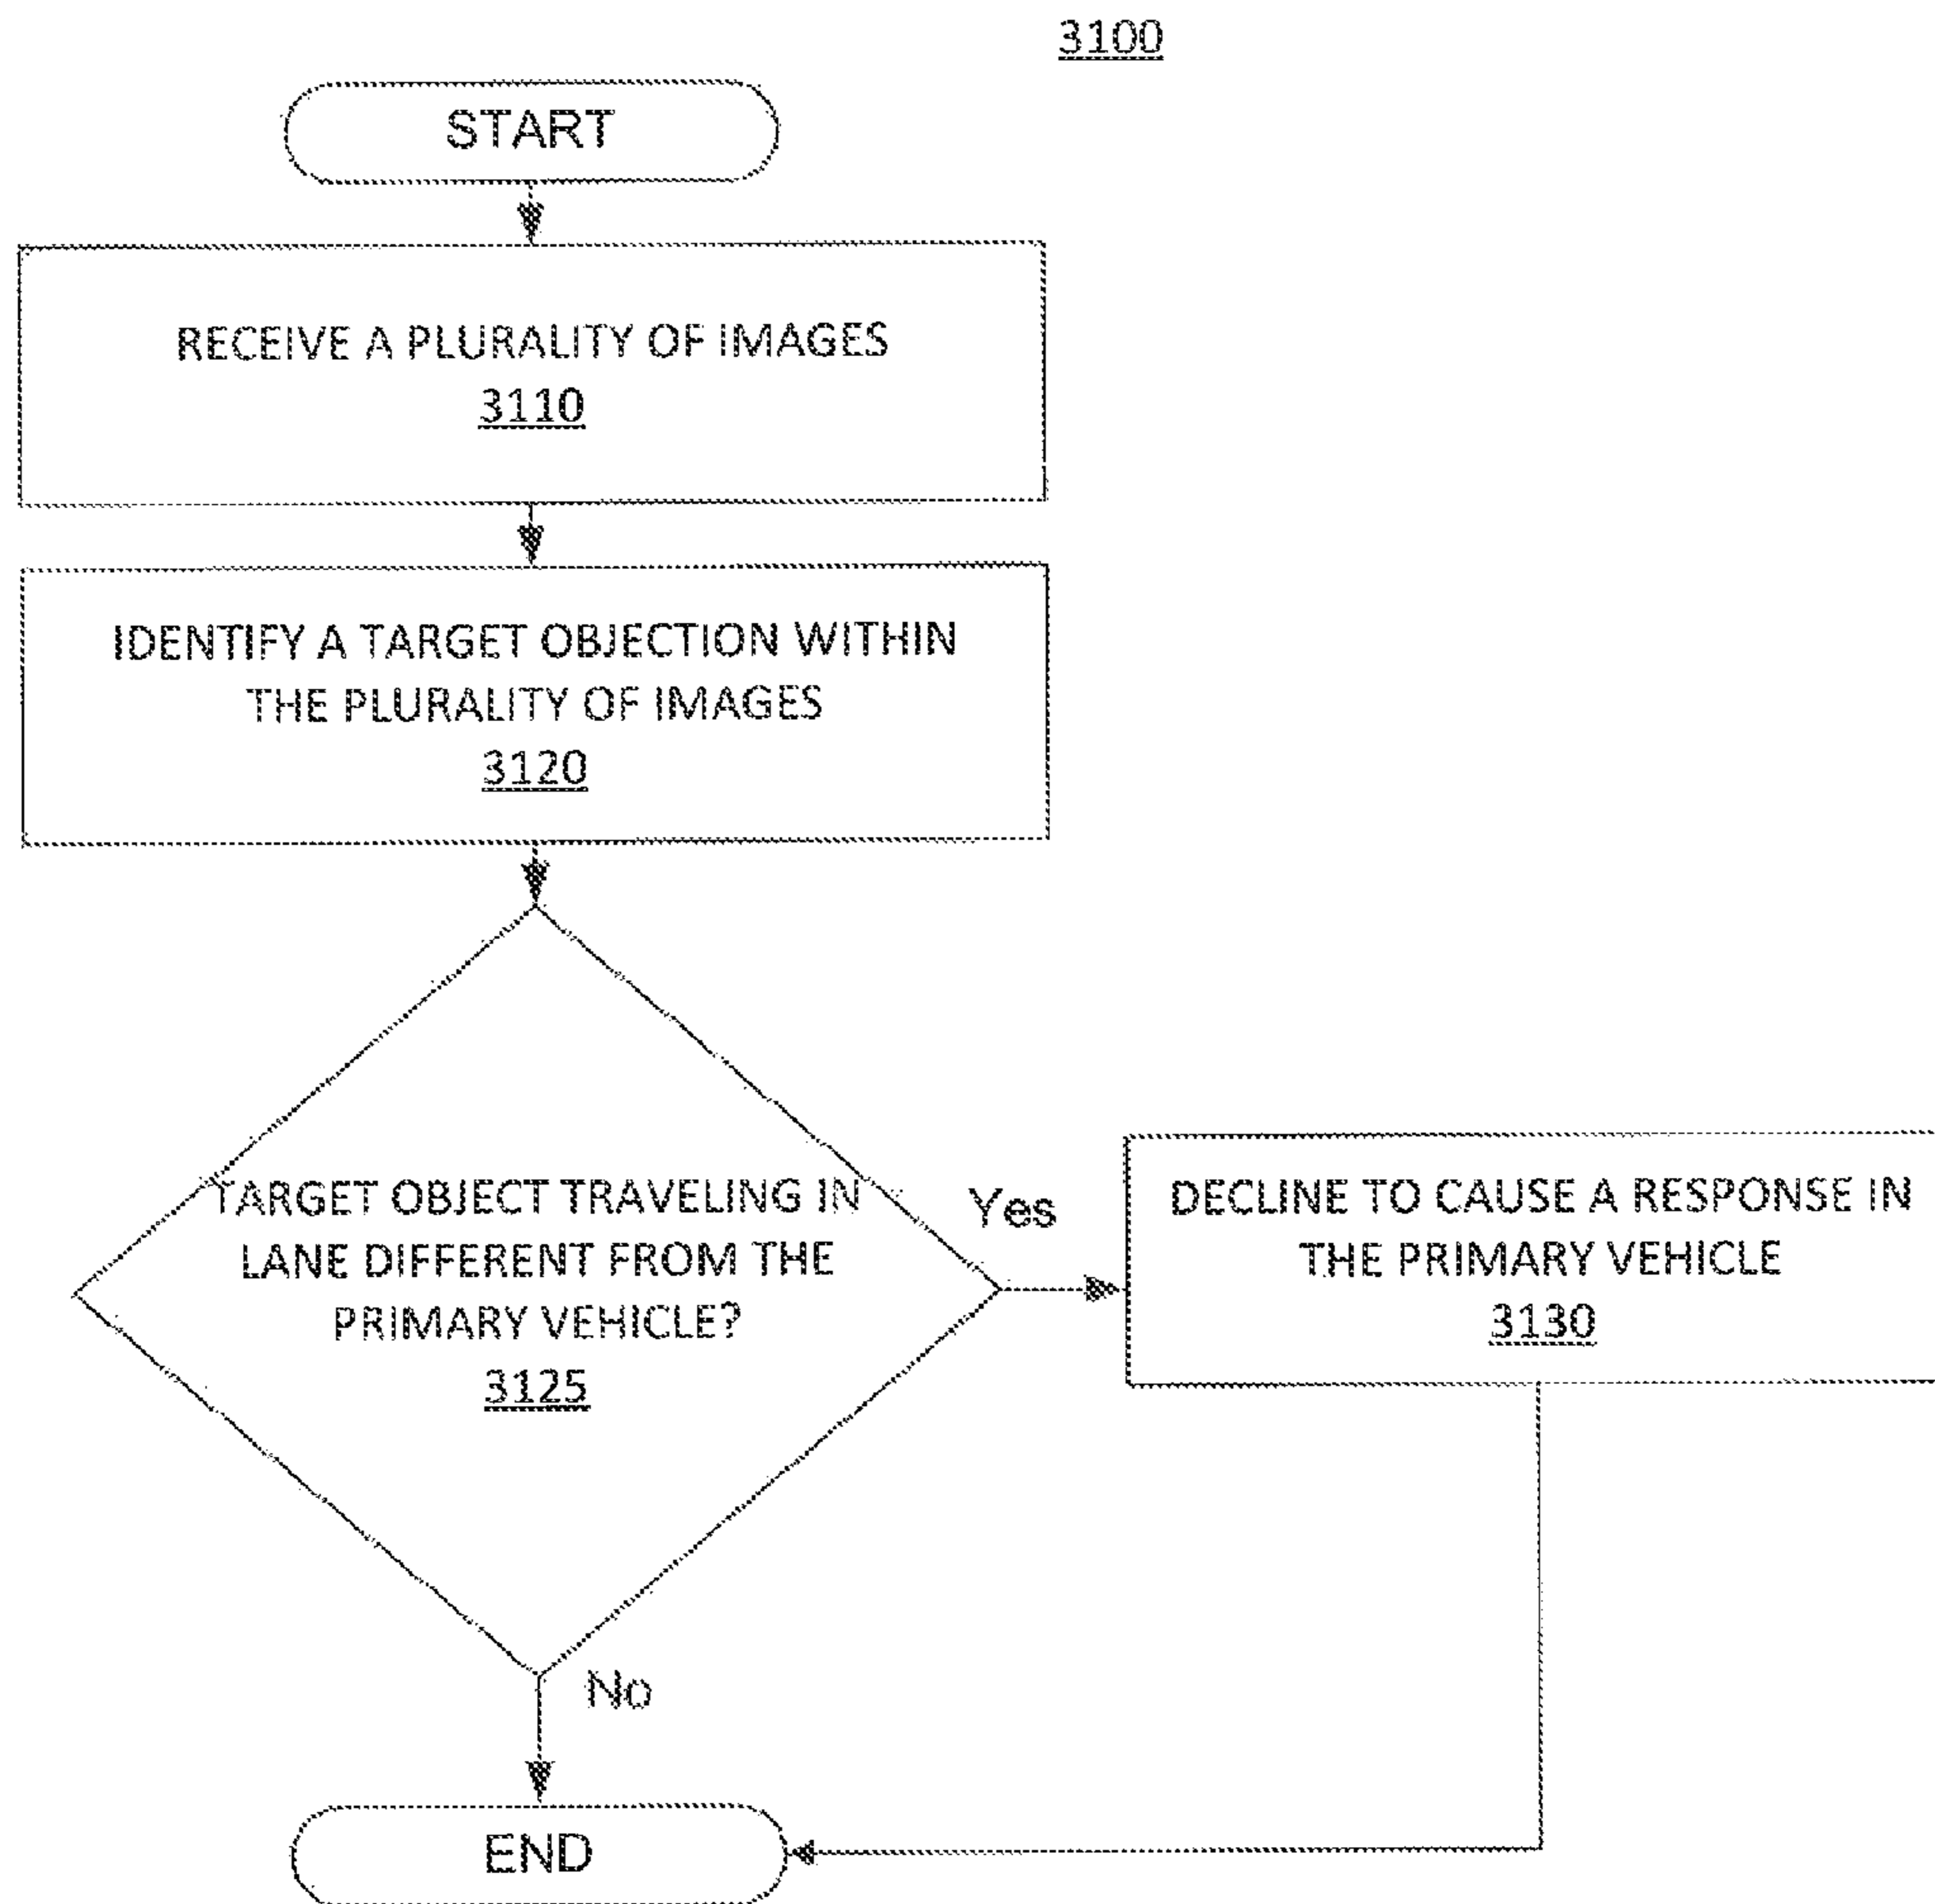 3100
START
RECEIVE A PLURALITY OF IMAGES
3110
IDENTIFY A TARGET OBJECTION WITHIN
THE PLURALITY OF IMAGES
3120
TARGET OBJECT TRAVELING IN
LANE DIFFERENT FROM THE
PRIMARY VEHICLE?
3125
Yes
DECLINE TO CAUSE A RESPONSE IN
THE PRIMARY VEHICLE
3130
No
END